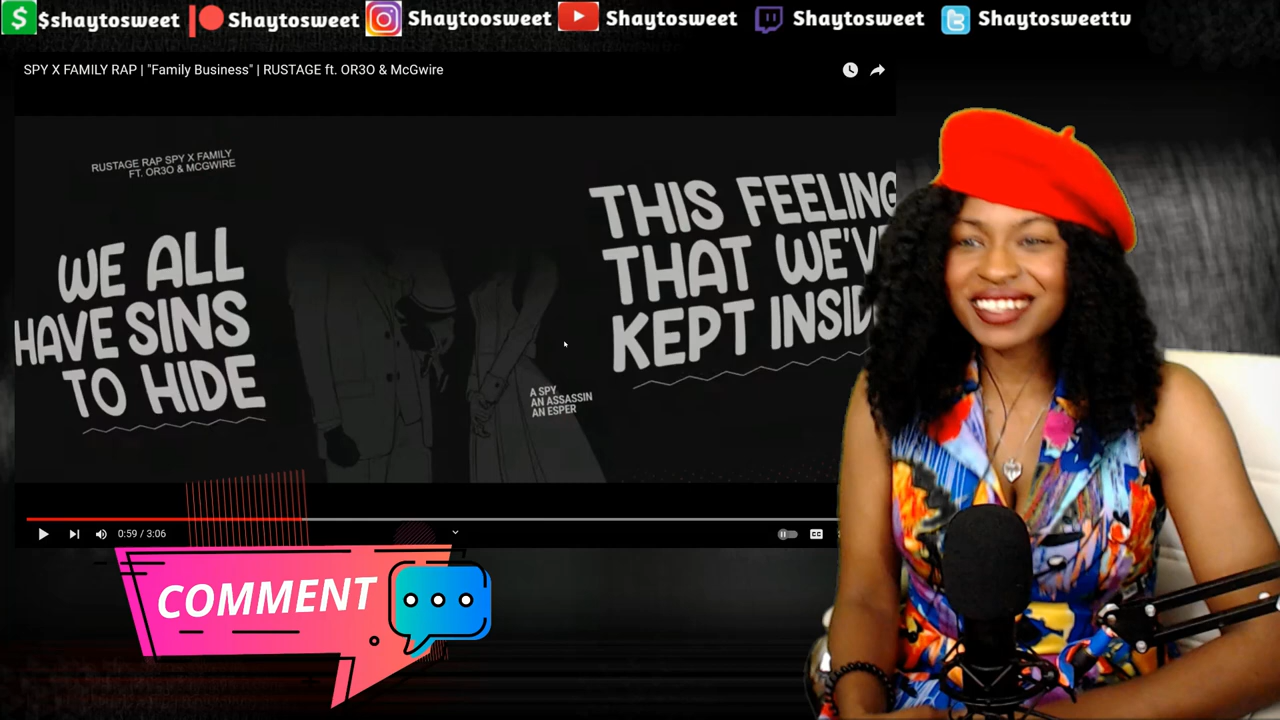 $shaytosweet
Shaytosweet
Shaytoosweet
Shaytosweet
Shaytosweet
Shaytosweettv
SPY X FAMILY RAP | "Family Business" | RUSTAGE ft. OR3O & McGwire
RUSTAGE RAP SPY X FAMILY
FT. OR3O & MCGWIRE
WE ALL
HAVE SINS
TO HIDE
THIS FEELING
THAT WE'VE
KEPT INSID
A SPY
AN ASSASSIN
AN ESPER
0:59 / 3:06
CC
COMMENT